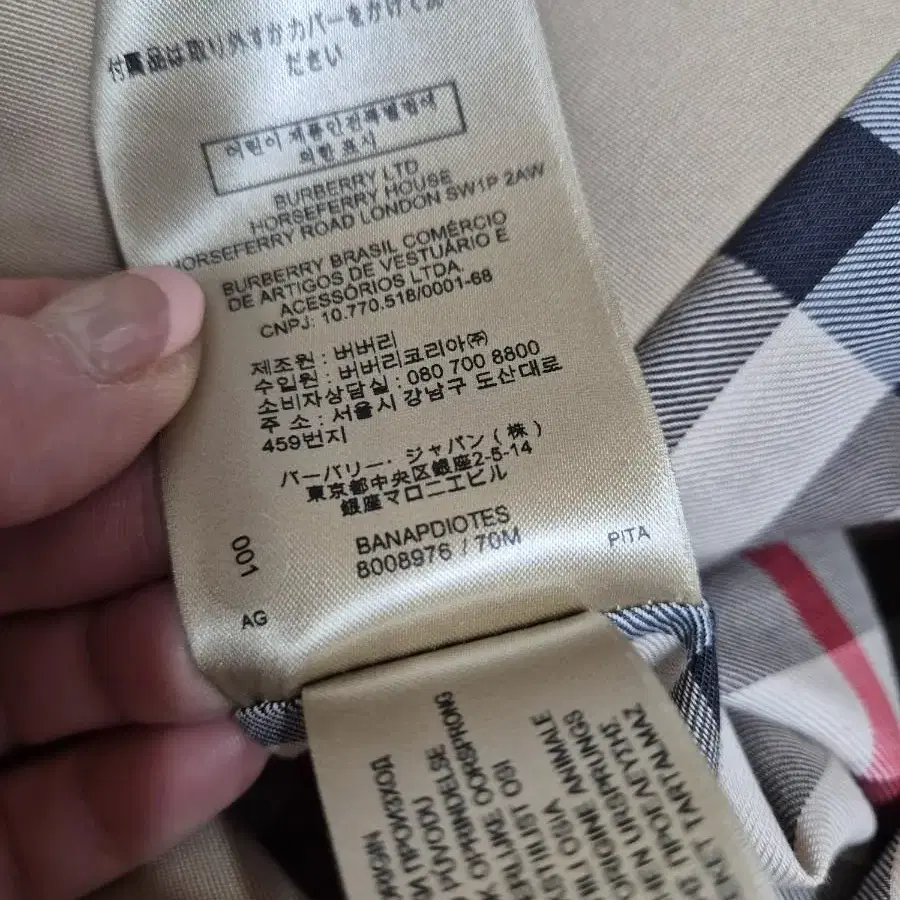 付属品は取り外すかカバーをかけて
ださい
어린이제품안전특별법에
의한 표시
BURBERRY LTD
HORSEFERRY HOUSE
HORSEFERRY ROAD LONDON SW1P 2AW
BURBERRY BRASIL COMÉRCIO
DE ARTIGOS DE VESTUÁRIO E
ACESSÓRIOS LTDA.
CNPJ: 10.770.518/0001-68
제조원 : 버버리
수입원 : 버버리코리아㈜
소비자상담실 : 080 700 8800
주 소 : 서울시 강남구 도산대로
459번지
バーバリー・ジャパン(株)
東京都中央区銀座2-5-14
銀座マロニエビル
BANAPDIOTES
8008976 / 70M
PITA
001
AG
OPRINDELSE
OORSPRONG
ORIGINE ANIMALE
URSPRUNGS
ΠΡΟΕΛΕΥΣΗΣ
TARTALMAZ